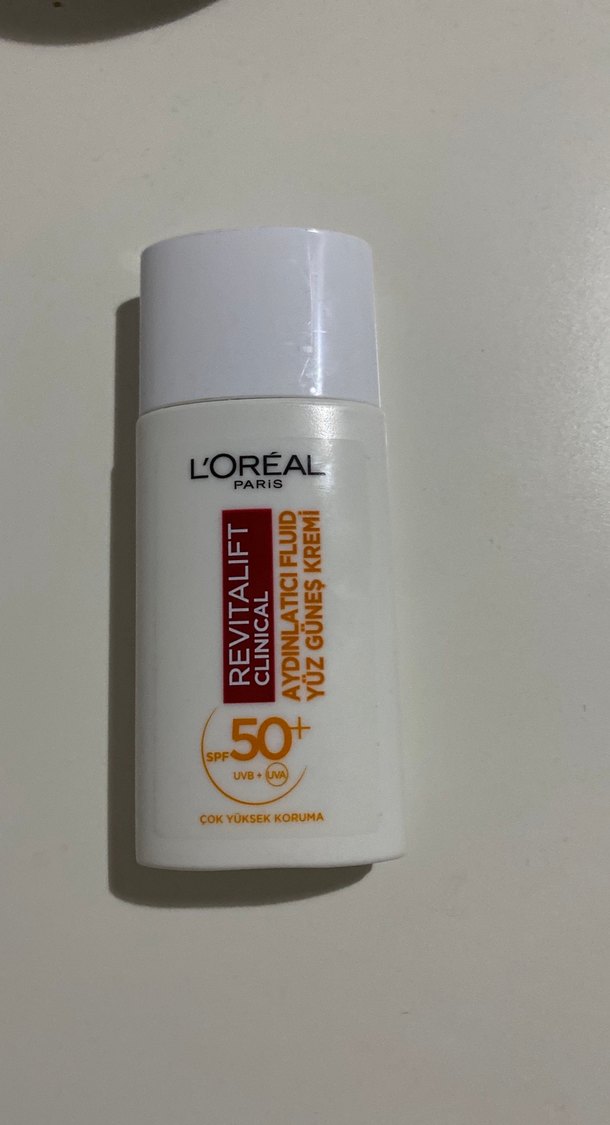 L'ORÉAL
PARIS
REVITALIFT
CLINICAL
AYDINLATICI FLUID
YÜZ GÜNEŞ KREMİ
SPF 50+
UVB + UVA
ÇOK YÜKSEK KORUMA